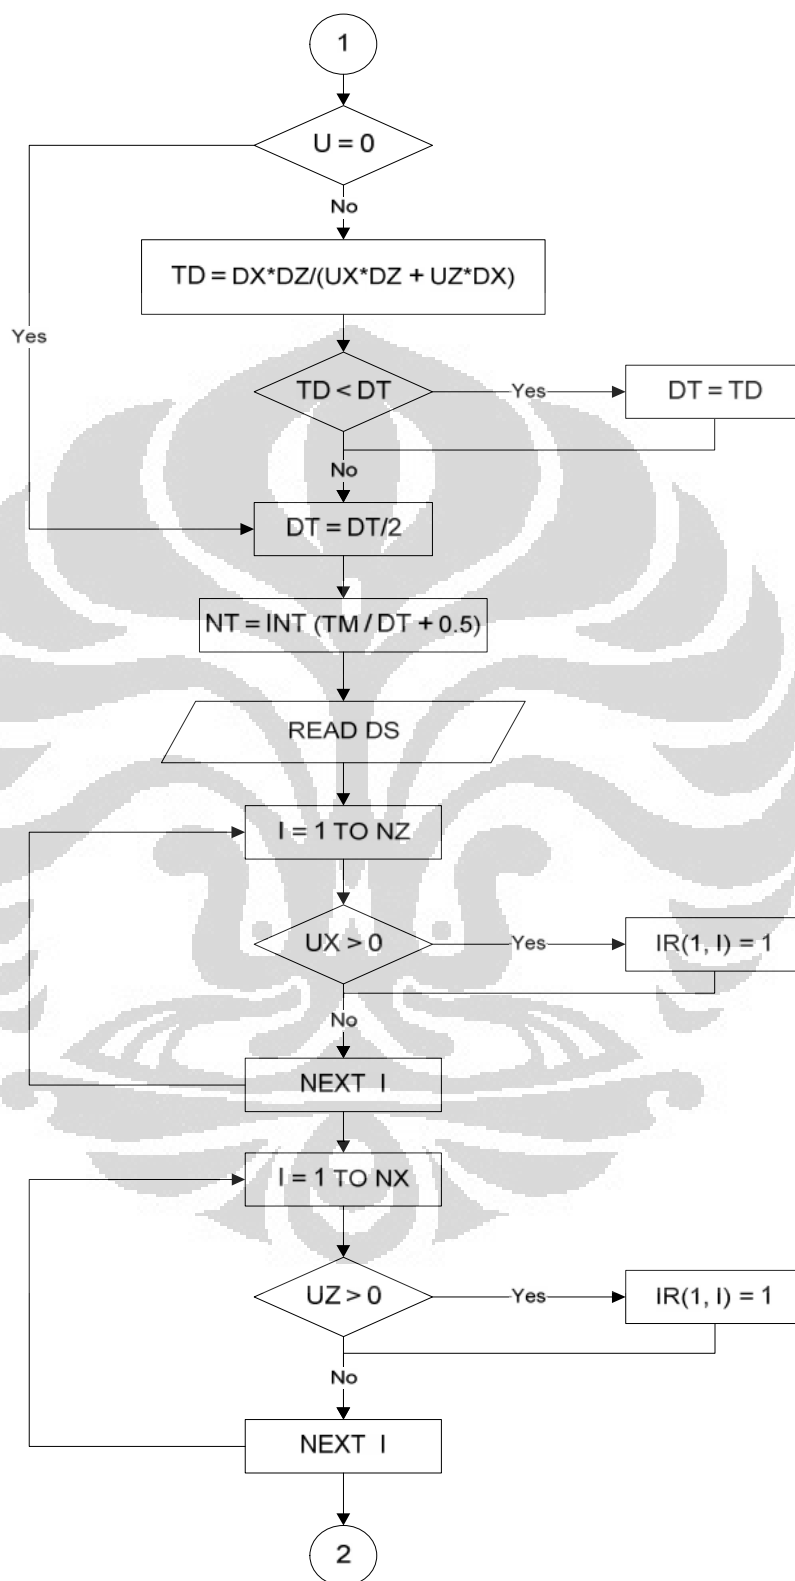 1
U = 0
No
TD = DX*DZ/(UX*DZ + UZ*DX)
Yes
TD < DT
Yes
DT = TD
No
DT = DT/2
NT = INT (TM / DT + 0.5)
READ DS
I = 1 TO NZ
UX > 0
Yes
IR(1, I) = 1
No
NEXT I
I = 1 TO NX
UZ > 0
Yes
IR(1, I) = 1
No
NEXT I
2